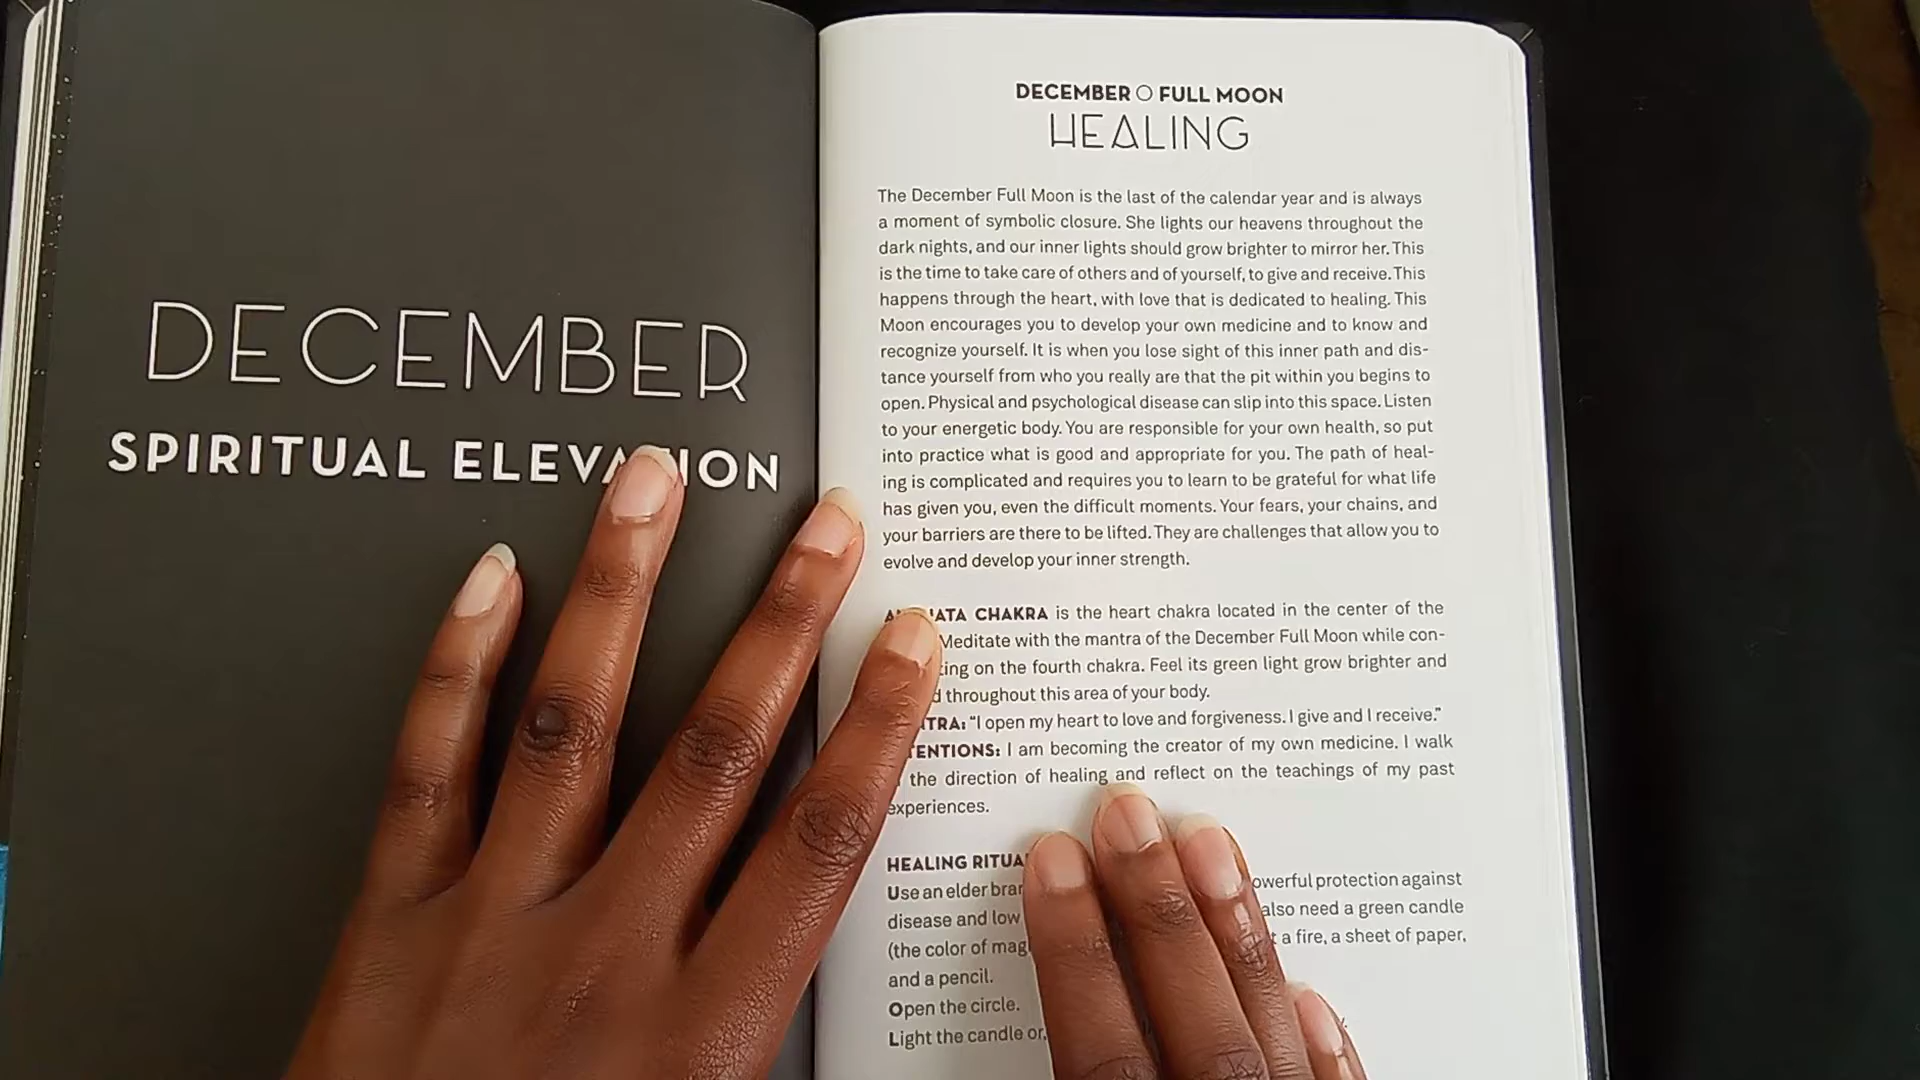 DECEMBER
SPIRITUAL
DECEMBER FULL MOON
HEALING
The December Full Moon is the last of the calendar year and is always
a moment of symbolic closure. She lights our heavens throughout the
dark nights, and our inner lights should grow brighter to mirror her. This
is the time to take care of others and of yourself, to give and receive. This
happens through the heart, with love that is dedicated to healing. This
Moon encourages you to develop your own medicine and to know and
recognize yourself. It is when you lose sight of this inner path and dis-
tance yourself from who you really are that the pit within you begins to
open. Physical and psychological disease can slip into this space. Listen
to your energetic body. You are responsible for your own health, so put
into practice what is good and appropriate for you. The path of heal-
ing is complicated and requires you to learn to be grateful for what life
has given you, even the difficult moments. Your fears, your chains, and
your barriers are there to be lifted. They are challenges that allow you to
evolve and develop your inner strength.
CHAKRA is the heart chakra located in the center of the
Meditate with the mantra of the December Full Moon while con-
on the fourth chakra. Feel its green light grow brighter and
throughout this area of your body.
"I open my heart to love and forgiveness. I give and I receive."
I am becoming the creator of my own medicine. I walk
the direction of healing and reflect on the teachings of my past
experiences.
HEALING
Use an elder protection against
disease and low also need a green candle
(the color of a fire, a sheet of paper,
and a pencil.
Open the circle.
Light the candle or